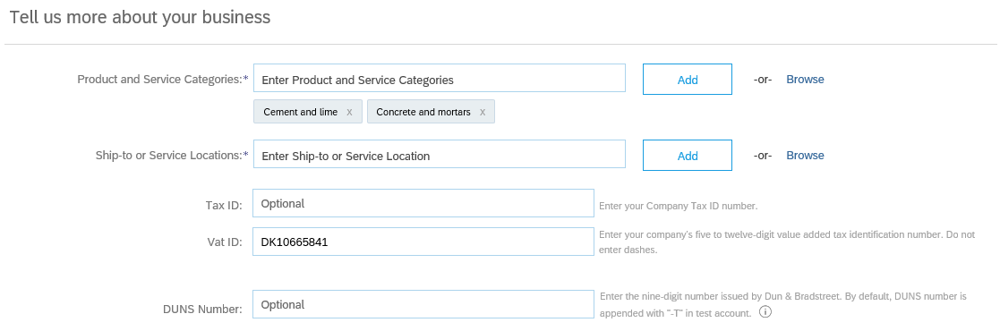 Tell us more about your business
Product and Service Categories:* Enter Product and Service Categories Add -or- Browse
Cement and lime x Concrete and mortars x
Ship-to or Service Locations:* Enter Ship-to or Service Location Add -or- Browse
Tax ID: Optional Enter your Company Tax ID number.
Vat ID: DK10665841 Enter your company's five to twelve-digit value added tax identification number. Do not
enter dashes.
DUNS Number: Optional Enter the nine-digit number issued by Dun & Bradstreet. By default, DUNS number is
appended with "-T" in test account.